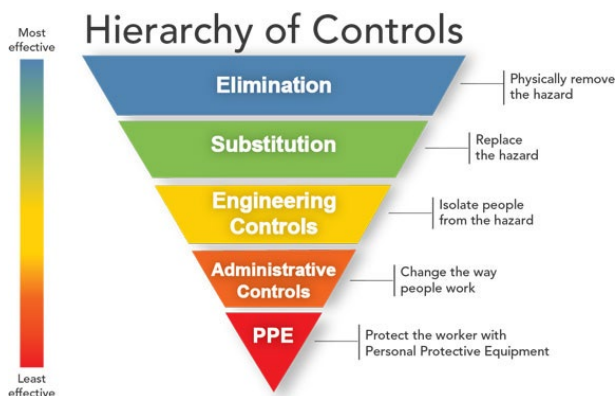 Most
effective
Hierarchy of Controls
Elimination
Physically remove
the hazard
Substitution
Replace
the hazard
Engineering
Controls
Isolate people
from the hazard
Administrative
Controls
Change the way
people work
PPE
Protect the worker with
Personal Protective Equipment
Least
effective